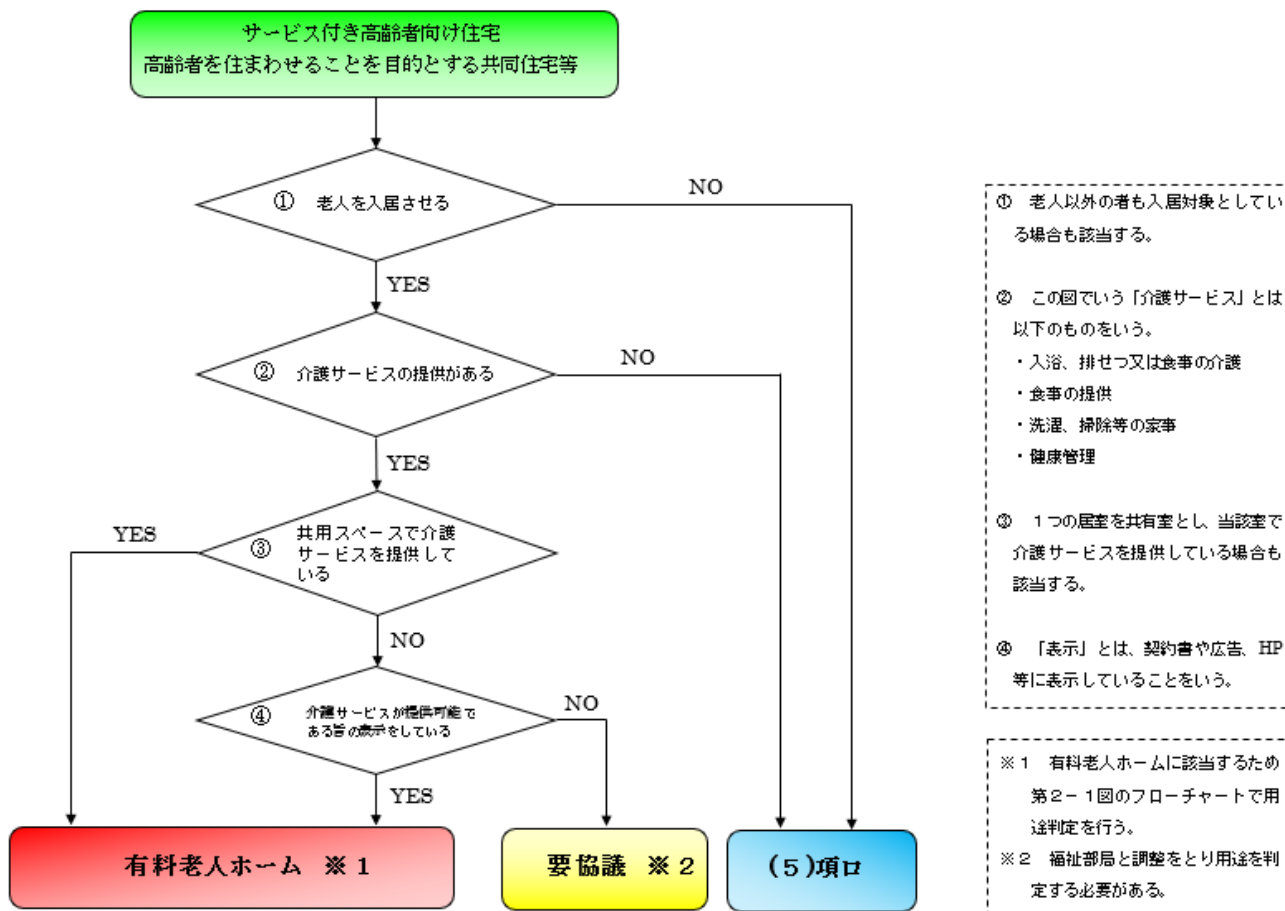 サービス付き高齢者向け住宅
高齢者を住まわせることを目的とする共同住宅等
① 老人を入居させる
NO
YES
② 介護サービスの提供がある
NO
YES
③ 共用スペースで介護
サービスを提供して
いる
YES
NO
④ 介護サービスが提供可能で
ある旨の表示をしている
NO
YES
有料老人ホーム ※1
要協議 ※2
(5)項ロ
① 老人以外の者も入居対象としてい
る場合も該当する。
② この図でいう「介護サービス」とは
以下のものをいう。
・入浴、排せつ又は食事の介護
・食事の提供
・洗濯、掃除等の家事
・健康管理
③ 1つの居室を共有室とし、当該室で
介護サービスを提供している場合も
該当する。
④ 「表示」とは、契約書や広告、HP
等に表示していることをいう。
※1 有料老人ホームに該当するため
第2-1図のフローチャートで用
途判定を行う。
※2 福祉部局と調整をとり用途を判
定する必要がある。